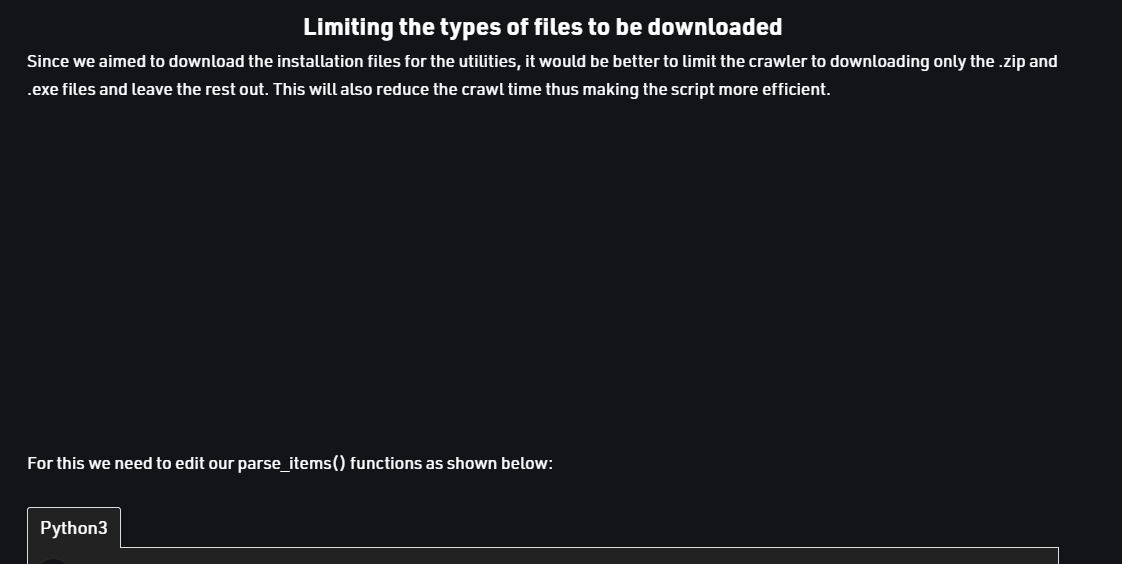 Limiting the types of files to be downloaded
Since we aimed to download the installation files for the utilities, it would be better to limit the crawler to downloading only the .zip and
.exe files and leave the rest out. This will also reduce the crawl time thus making the script more efficient.
For this we need to edit our parse_items() functions as shown below:
Python3